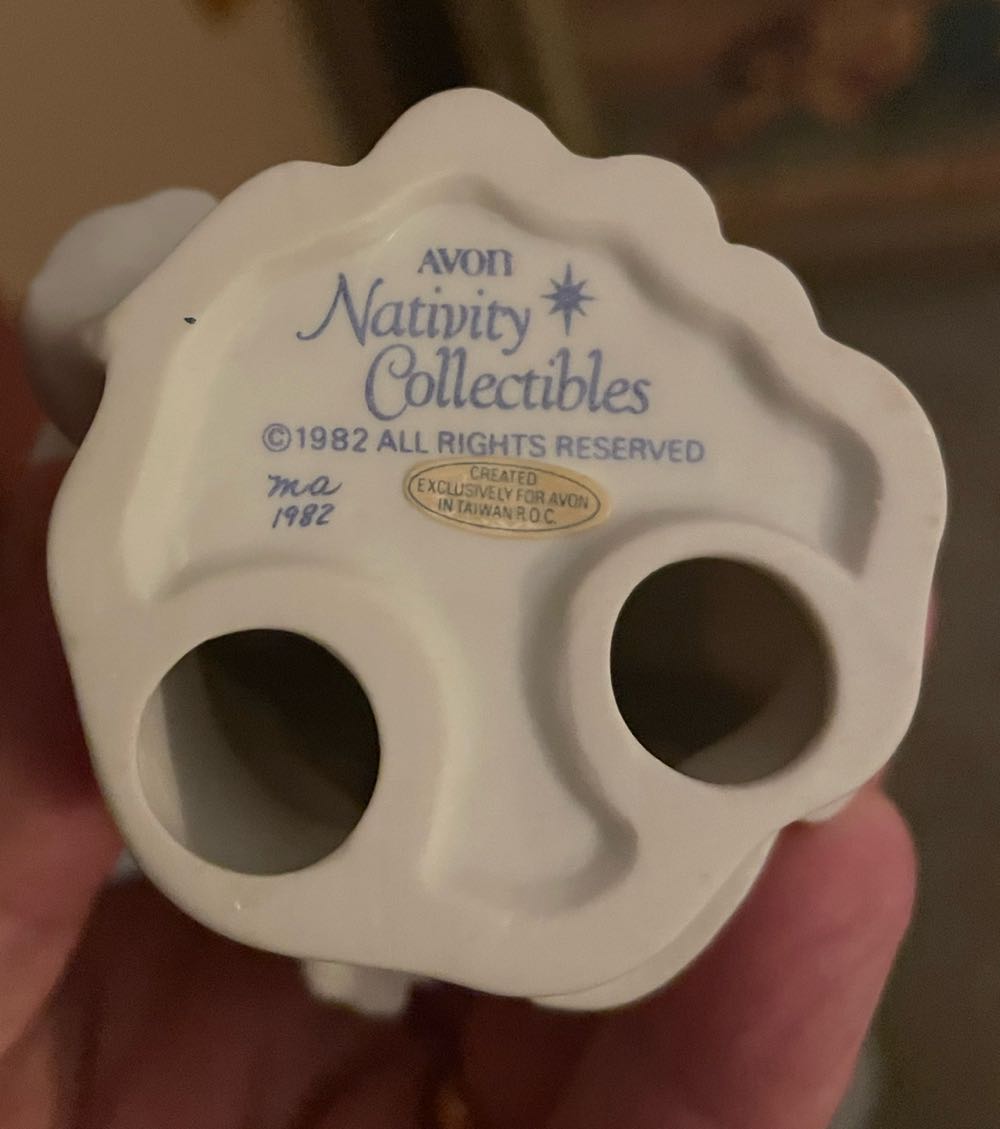 AVON
Nativity
Collectibles
©1982 ALL RIGHTS RESERVED
ma
1982
CREATED
EXCLUSIVELY FOR AVON
IN TAIWAN R.O.C.